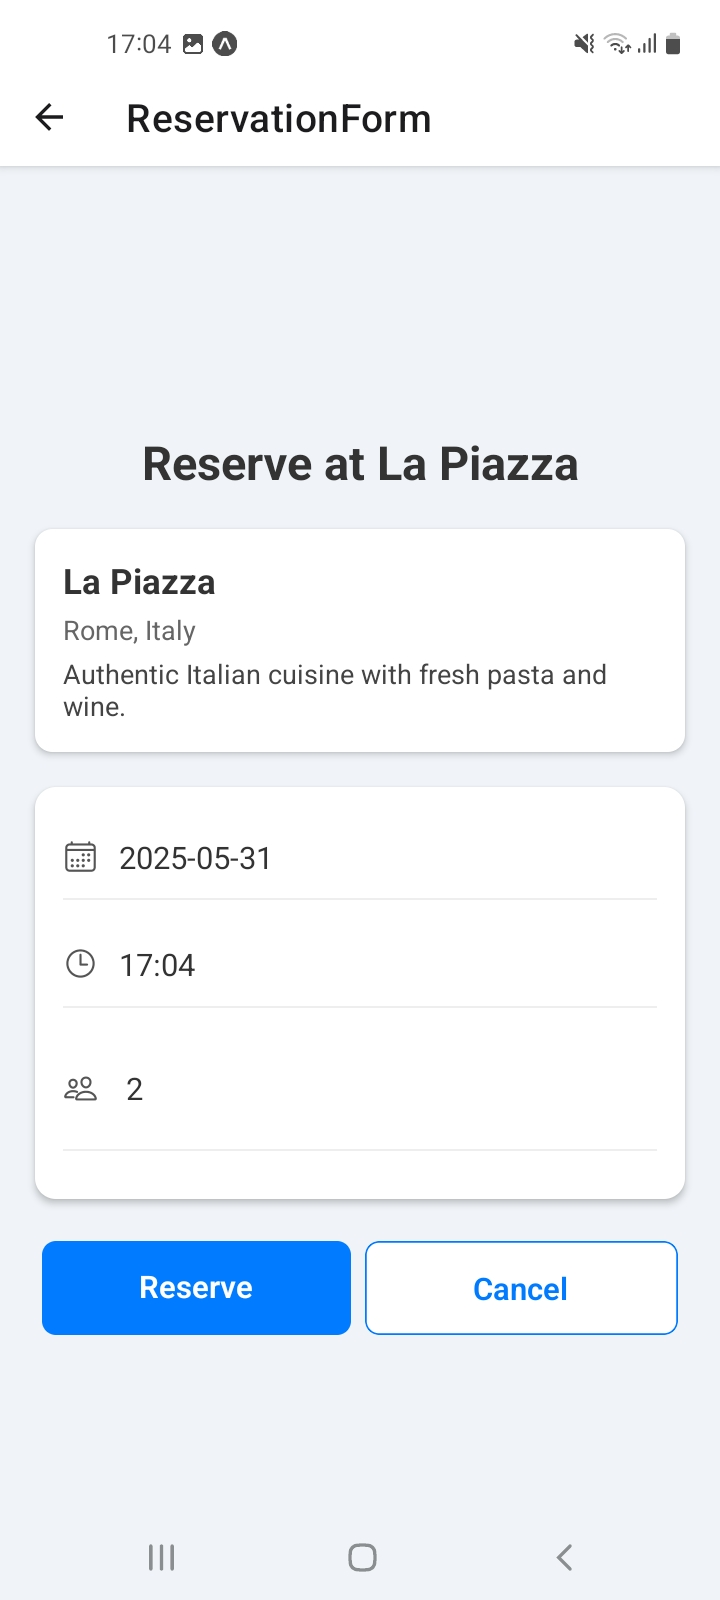 17:04
ReservationForm
Reserve at La Piazza
La Piazza
Rome, Italy
Authentic Italian cuisine with fresh pasta and
wine.
2025-05-31
17:04
2
Reserve
Cancel